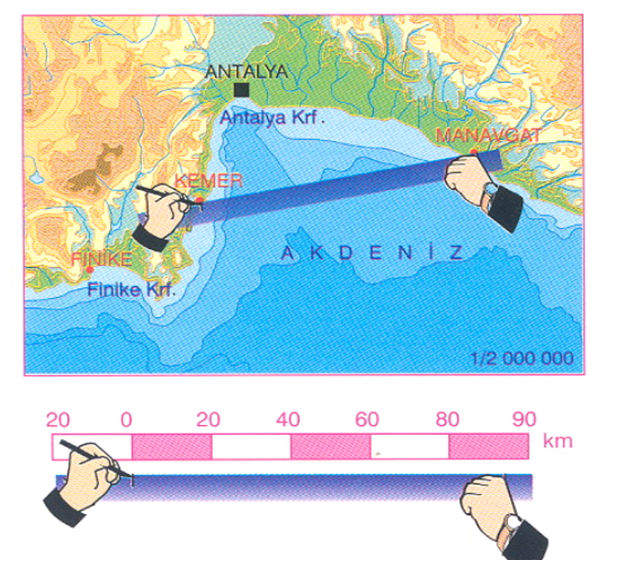 ANTALYA
Antalya Krf.
MANAVGAT
KEMER
FİNİKE
AKDENİZ
Finike Krf.
1/2 000 000
20 0 20 40 60 80 90 km